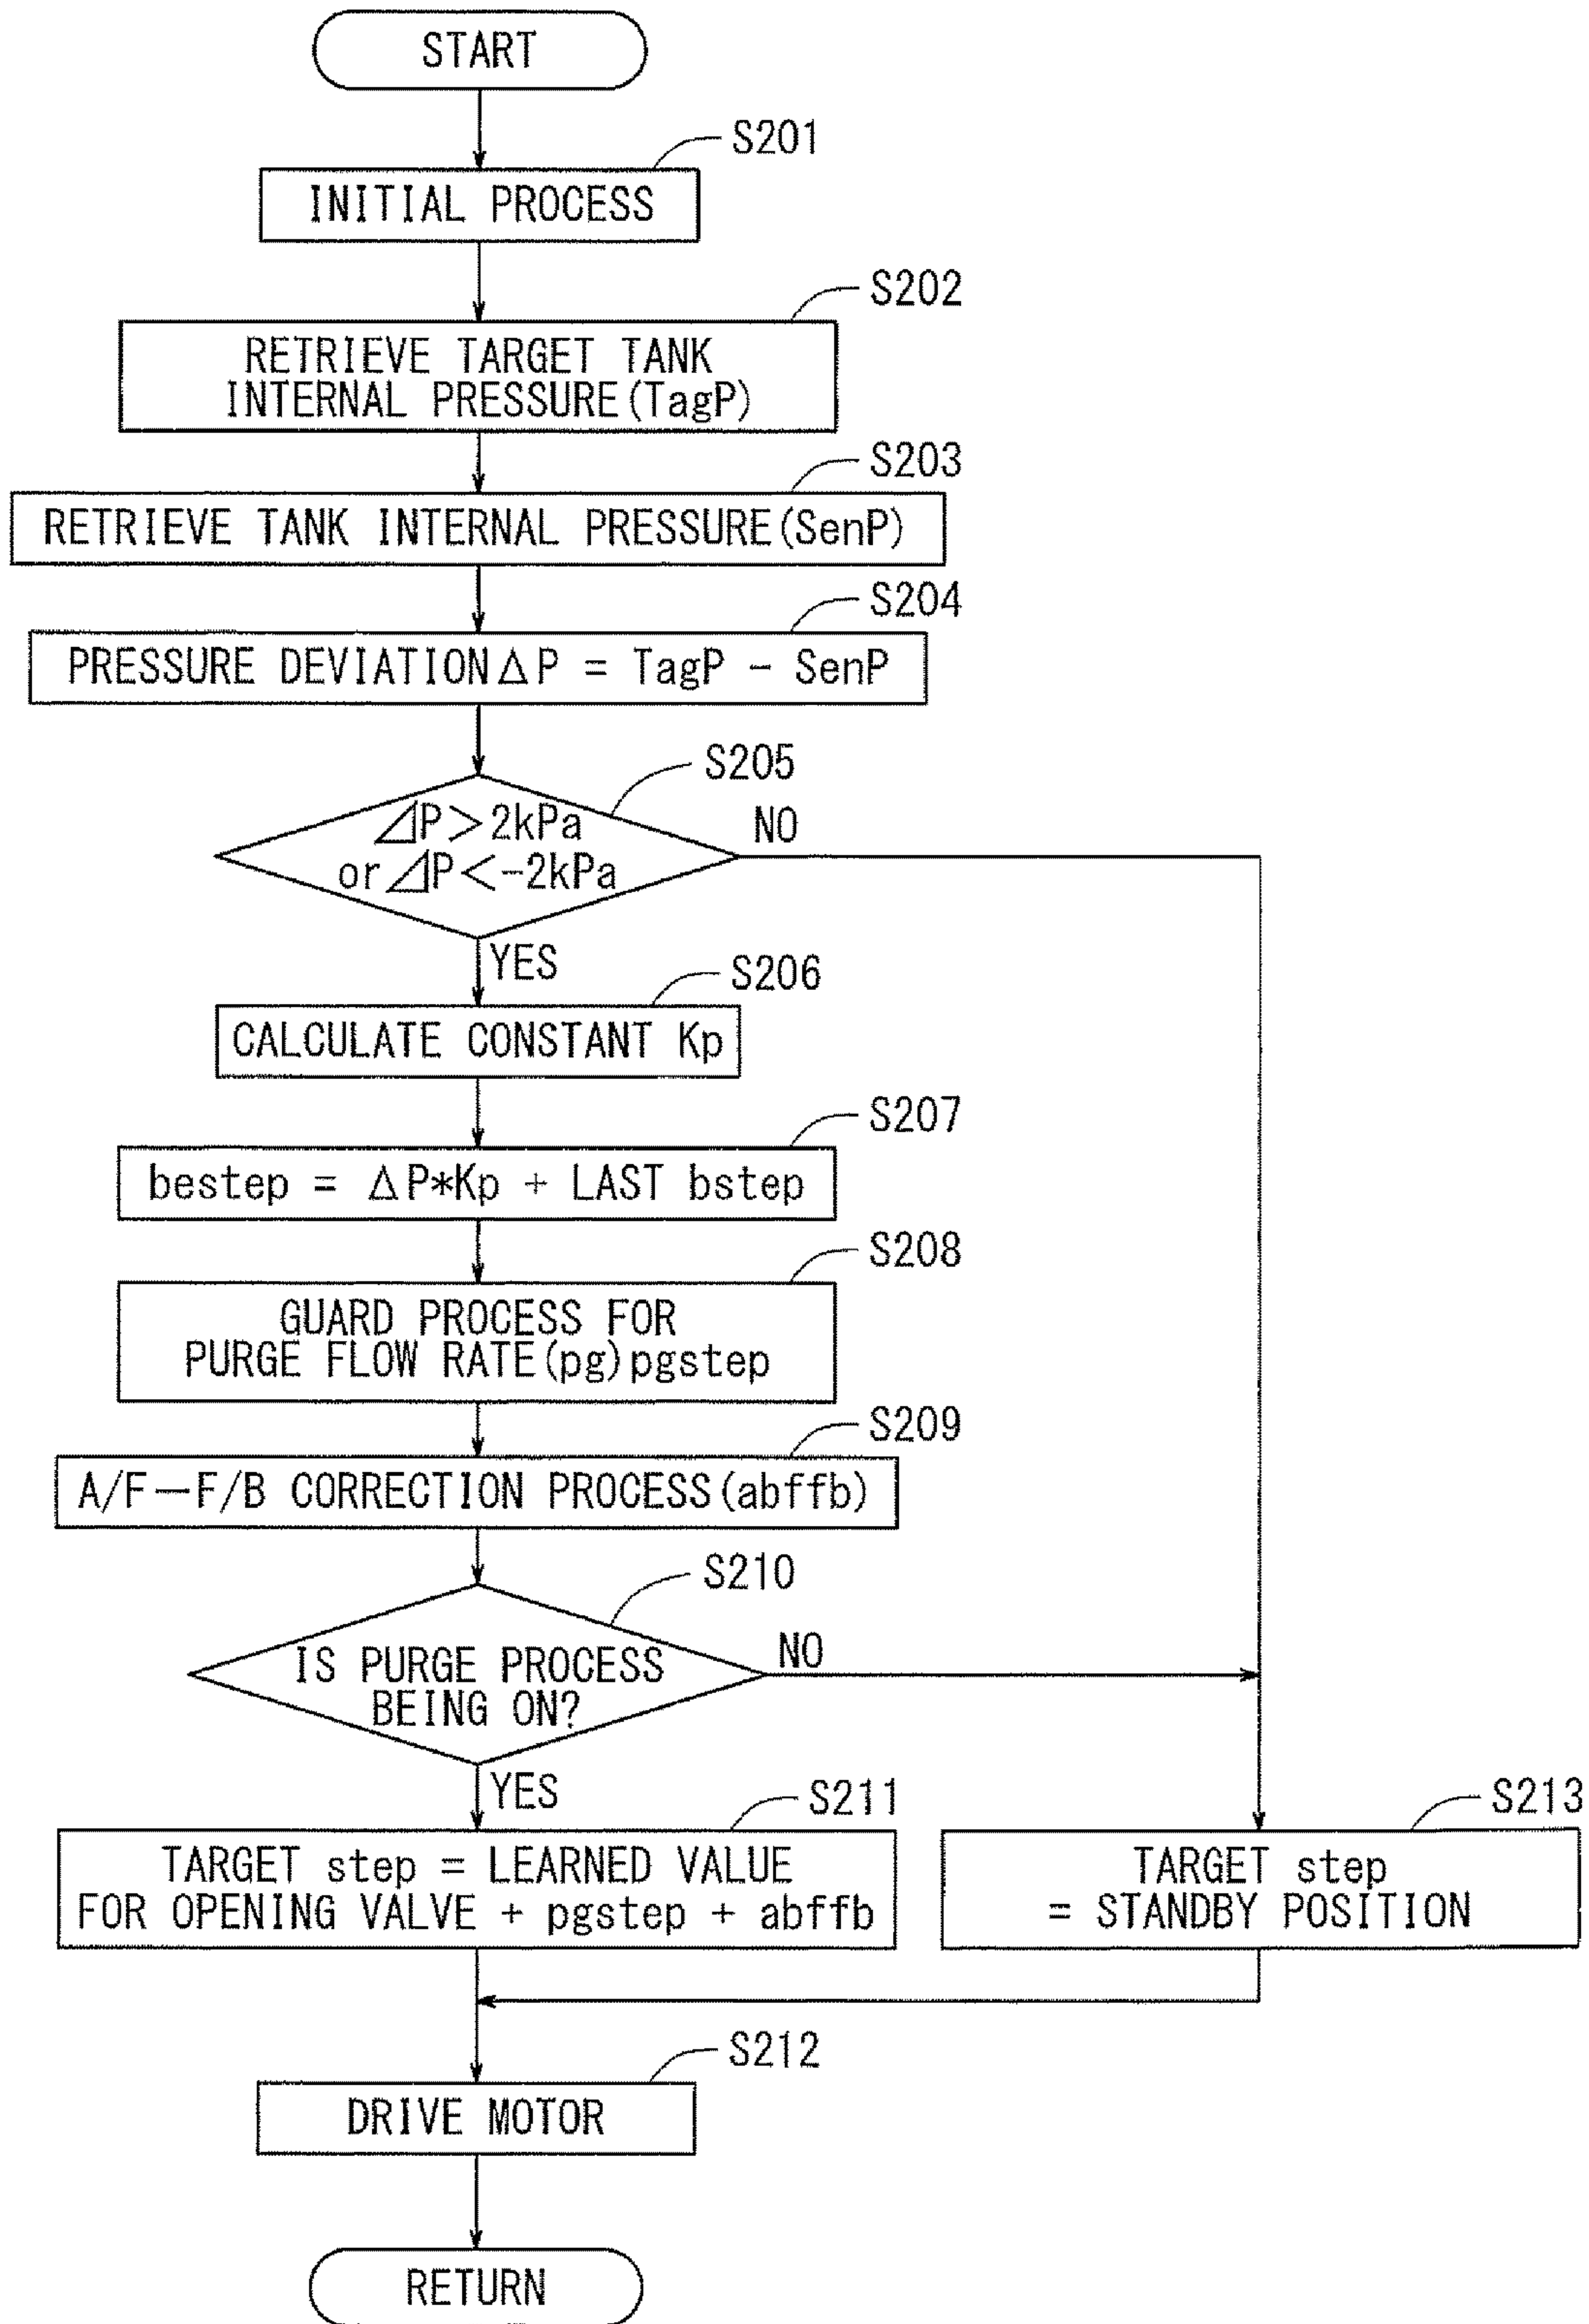 START
S201
INITIAL PROCESS
S202
RETRIEVE TARGET TANK
INTERNAL PRESSURE(TagP)
S203
RETRIEVE TANK INTERNAL PRESSURE(SenP)
S204
PRESSURE DEVIATION ΔP = TagP - SenP
S205
⊿P>2kPa
or ⊿P<-2kPa
NO
YES
S206
CALCULATE CONSTANT Kp
S207
bestep = ΔP*Kp + LAST bstep
S208
GUARD PROCESS FOR
PURGE FLOW RATE(pg)pgstep
S209
A/F—F/B CORRECTION PROCESS(abffb)
S210
IS PURGE PROCESS
BEING ON?
NO
YES
S211
TARGET step = LEARNED VALUE
FOR OPENING VALVE + pgstep + abffb
S213
TARGET step
= STANDBY POSITION
S212
DRIVE MOTOR
RETURN